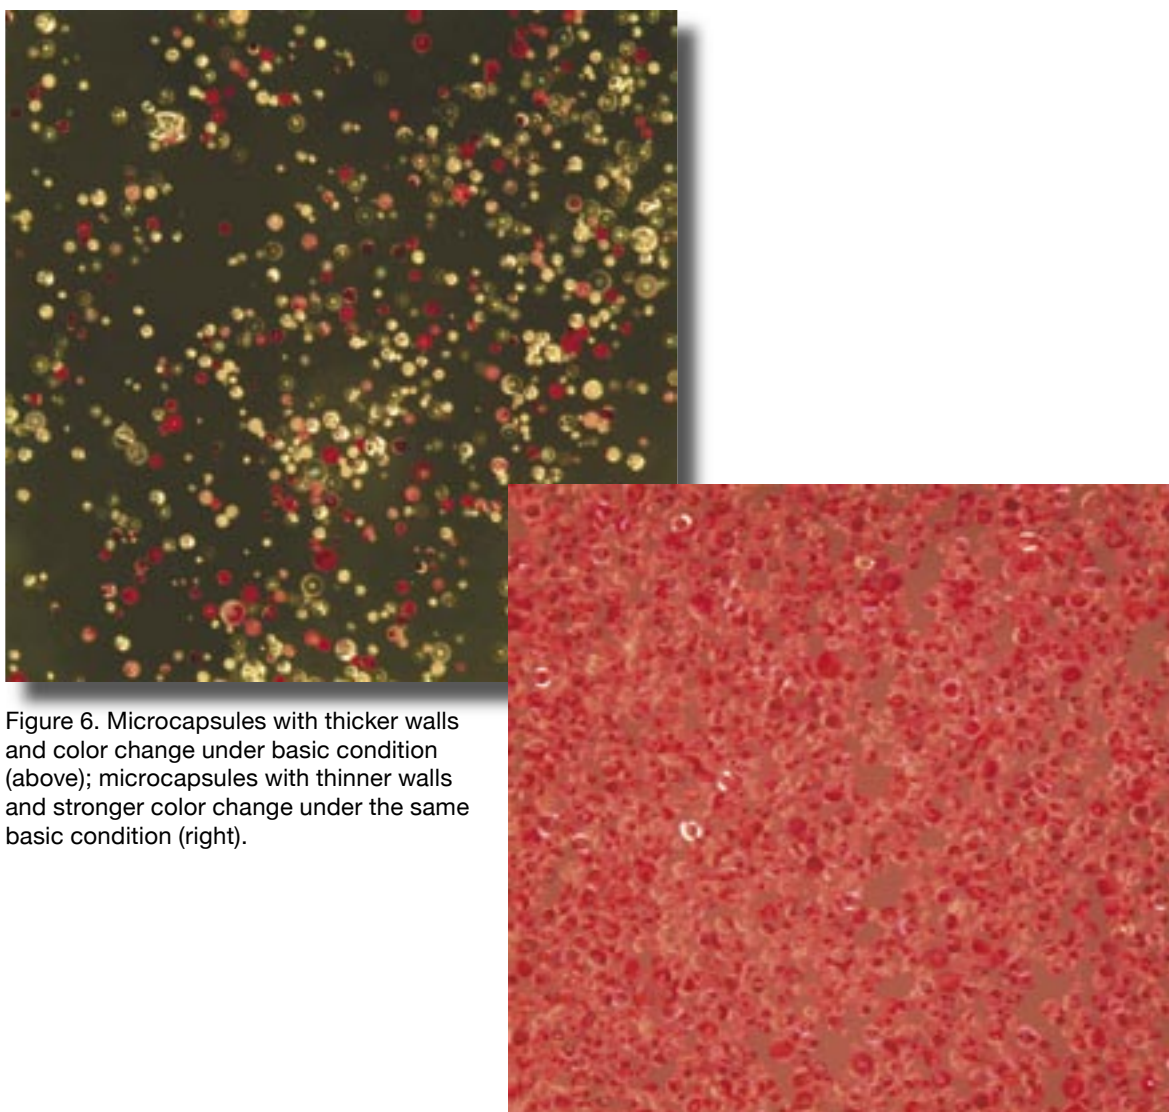 Figure 6. Microcapsules with thicker walls
and color change under basic condition
(above); microcapsules with thinner walls
and stronger color change under the same
basic condition (right).